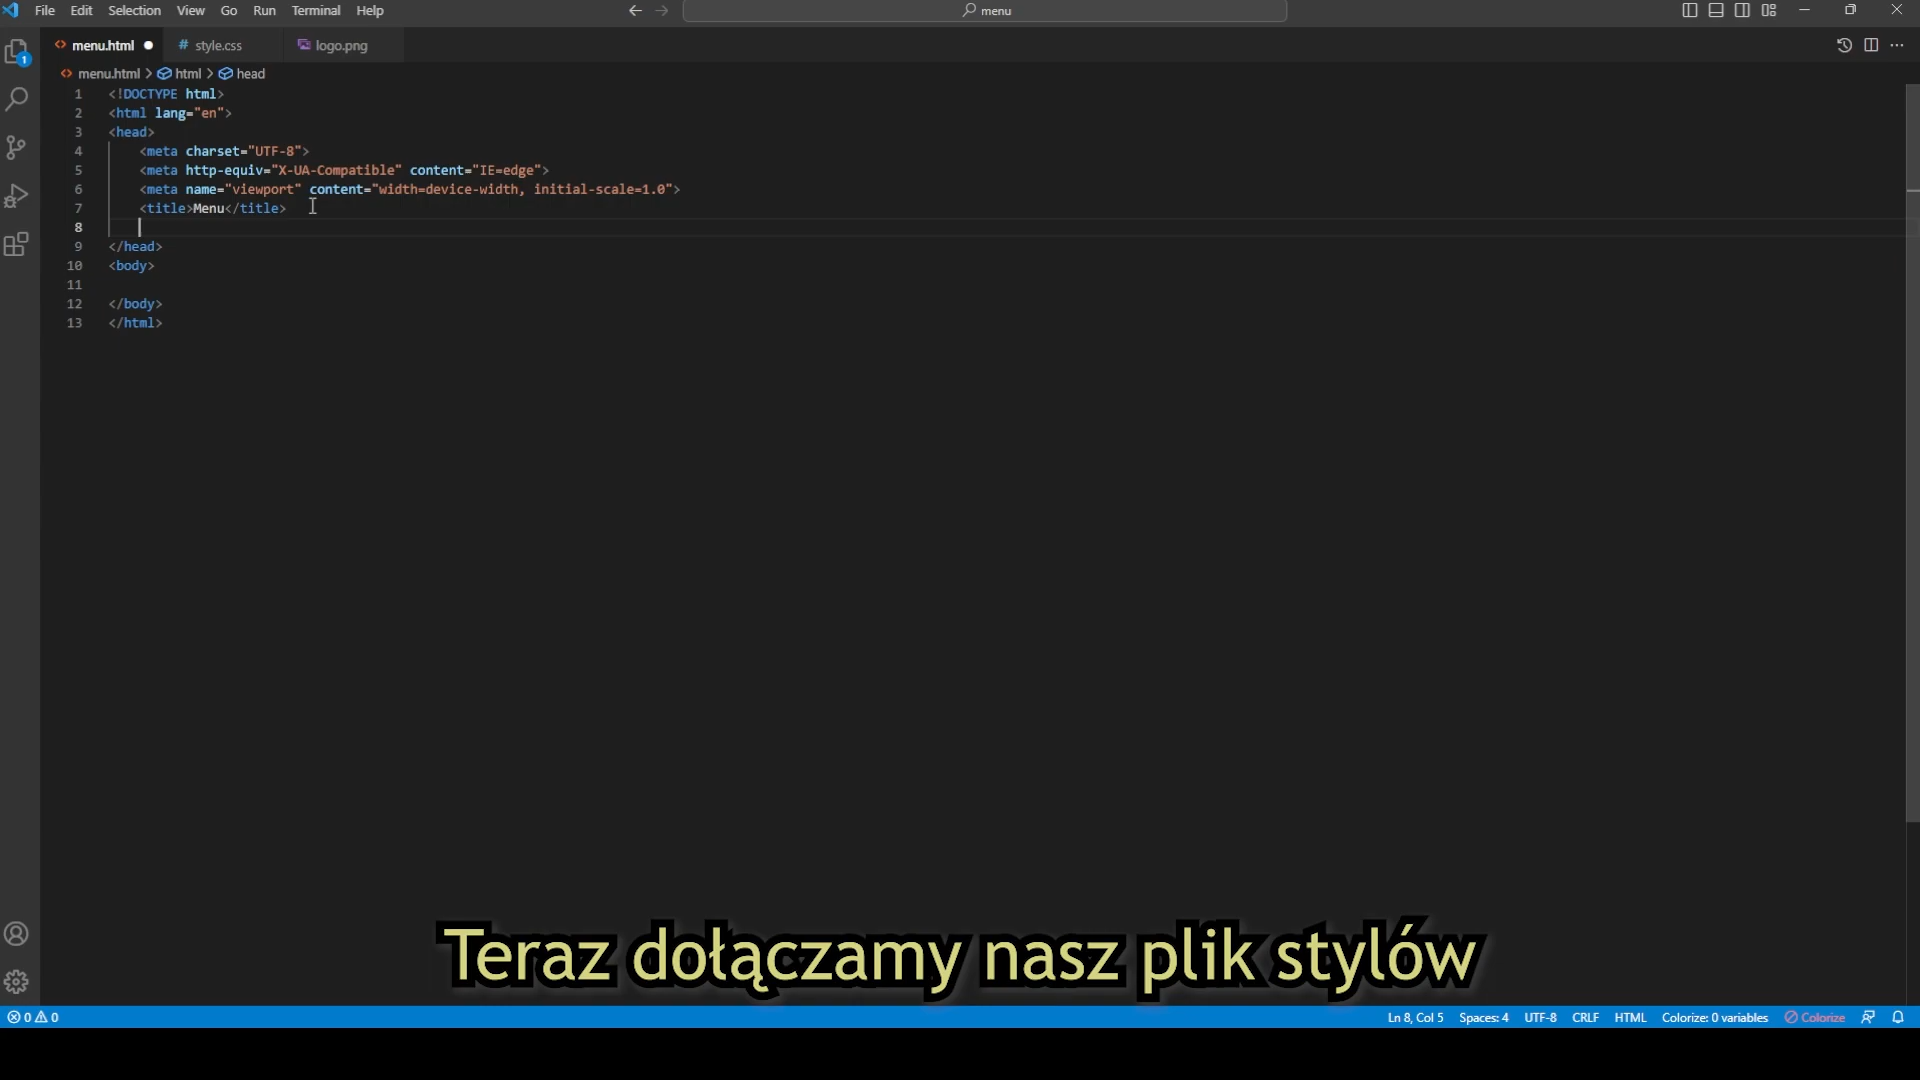 File Edit Selection View Go Run Terminal Help
menu
menu.html
# style.css
logo.png
1
menu.html > html > head
1 <!DOCTYPE html>
2 <html lang="en">
3 <head>
4 <meta charset="UTF-8">
5 <meta http-equiv="X-UA-Compatible" content="IE=edge">
6 <meta name="viewport" content="width=device-width, initial-scale=1.0">
7 <title>Menu</title>
8
9 </head>
10 <body>
11
12 </body>
13 </html>
Teraz dołączamy nasz plik stylów
0 0
Ln 8, Col 5 Spaces: 4 UTF-8 CRLF HTML Colorize: 0 variables Colorize